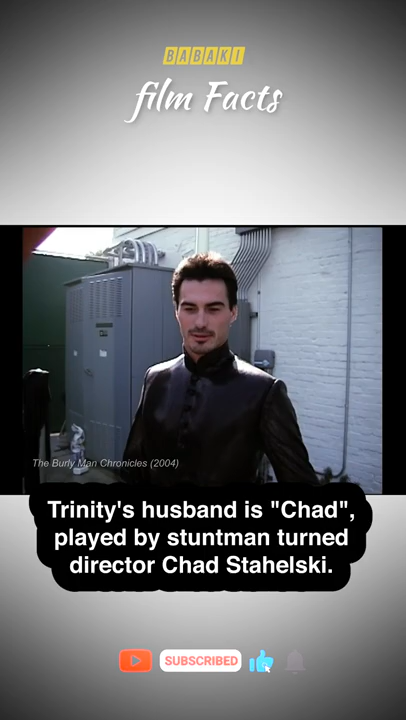 BABAKI
film Facts
The Burly Man Chronicles (2004)
Trinity's husband is "Chad",
played by stuntman turned
director Chad Stahelski.
SUBSCRIBED